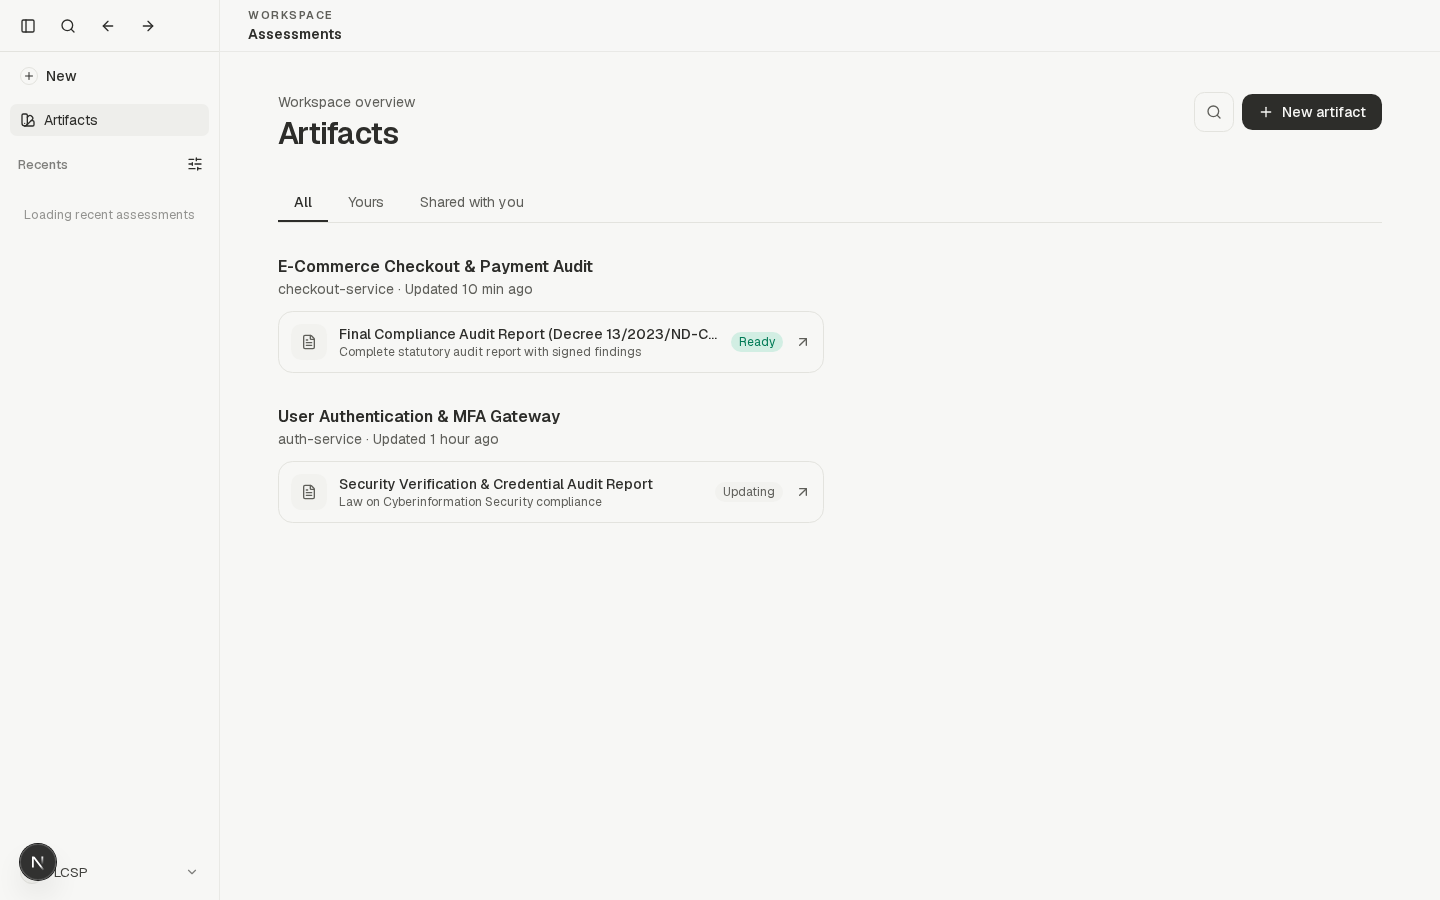 WORKSPACE
Assessments
New
Artifacts
Recents
Loading recent assessments
LCSP
Workspace overview
Artifacts
New artifact
All
Yours
Shared with you
E-Commerce Checkout & Payment Audit
checkout-service · Updated 10 min ago
Final Compliance Audit Report (Decree 13/2023/ND-C...
Ready
Complete statutory audit report with signed findings
User Authentication & MFA Gateway
auth-service · Updated 1 hour ago
Security Verification & Credential Audit Report
Updating
Law on Cyberinformation Security compliance